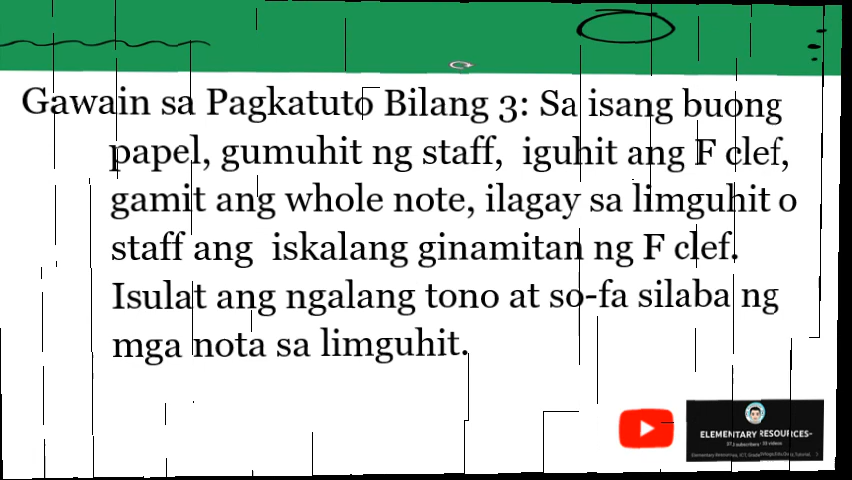 Gawain sa Pagkatuto Bilang 3: Sa isang buong
papel, gumuhit ng staff, iguhit ang F clef,
gamit ang whole note, ilagay sa limguhit o
staff ang iskalang ginamitan ng F clef.
Isulat ang ngalang tono at so-fa silaba ng
mga nota sa limguhit.
ELEMENTARY RESOURCES-